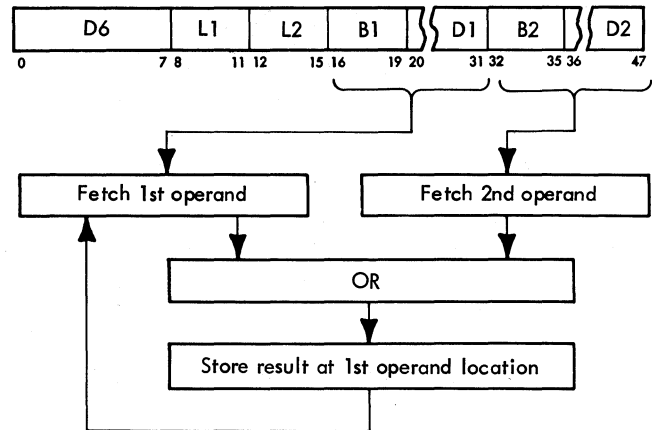 D6 L1 L2 B1 D1 B2 D2
0 7 8 11 12 15 16 19 20 31 32 35 36 47
Fetch 1st operand Fetch 2nd operand
OR
Store result at 1st operand location